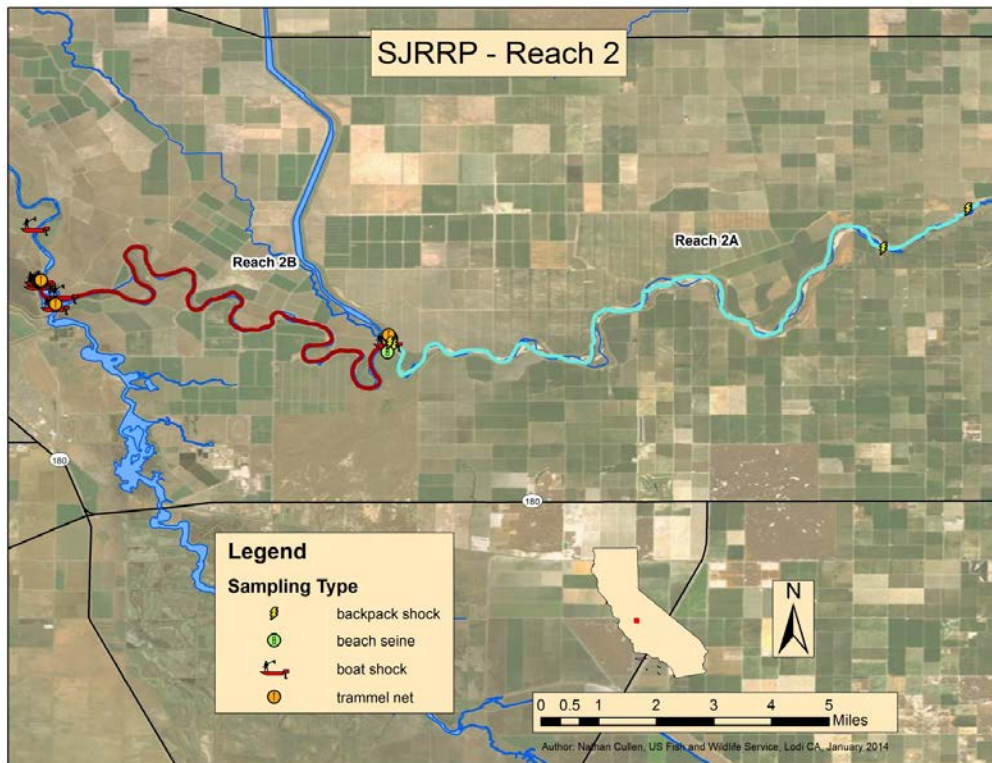 SJRRP - Reach 2
Reach 2A
Reach 2B
180
180
Legend
Sampling Type
backpack shock
beach seine
boat shock
trammel net
N
0 0.5 1 2 3 4 5
Miles
Author: Nathan Cullen, US Fish and Wildlife Service, Lodi CA, January 2014